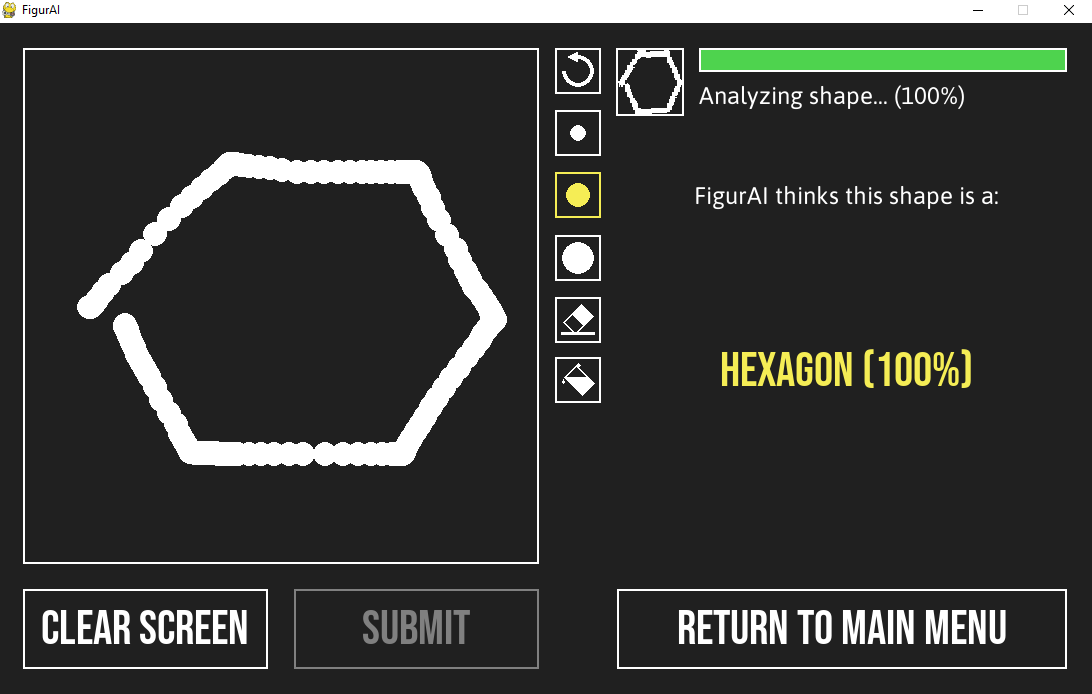 FigurAI
Analyzing shape... (100%)
FigurAI thinks this shape is a:
HEXAGON (100%)
CLEAR SCREEN
SUBMIT
RETURN TO MAIN MENU